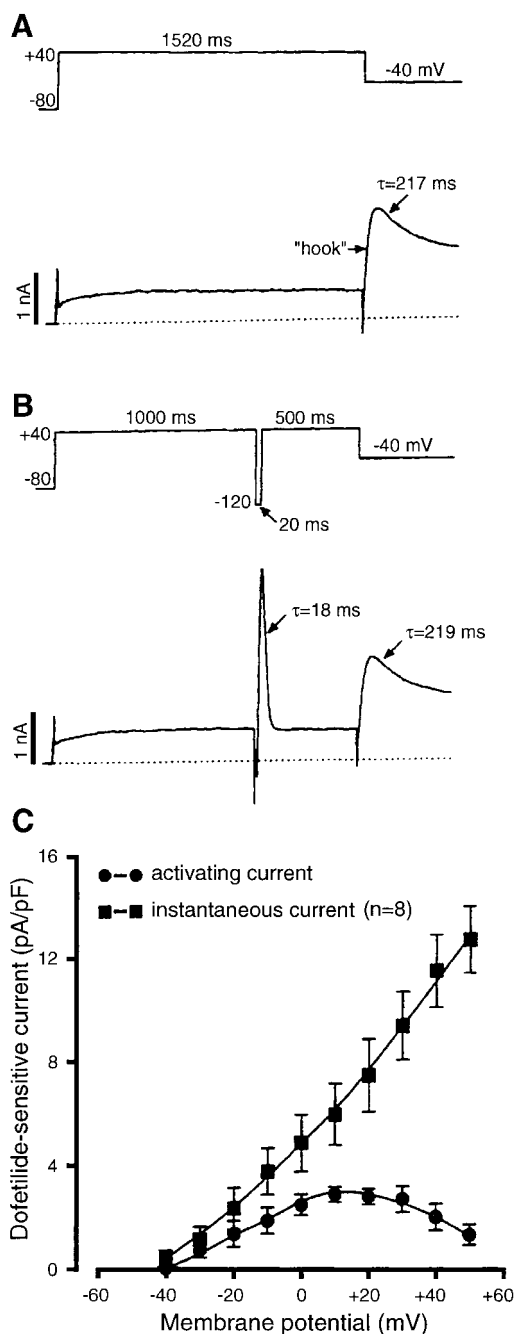 A
1520 ms
+40
-40 mV
-80
τ=217 ms
"hook"
1 nA
B
1000 ms
500 ms
+40
-40 mV
-80
-120
20 ms
τ=18 ms
τ=219 ms
1 nA
C
16
activating current
instantaneous current (n=8)
12
8
4
0
Dofetilide-sensitive current (pA/pF)
-60 -40 -20 0 +20 +40 +60
Membrane potential (mV)